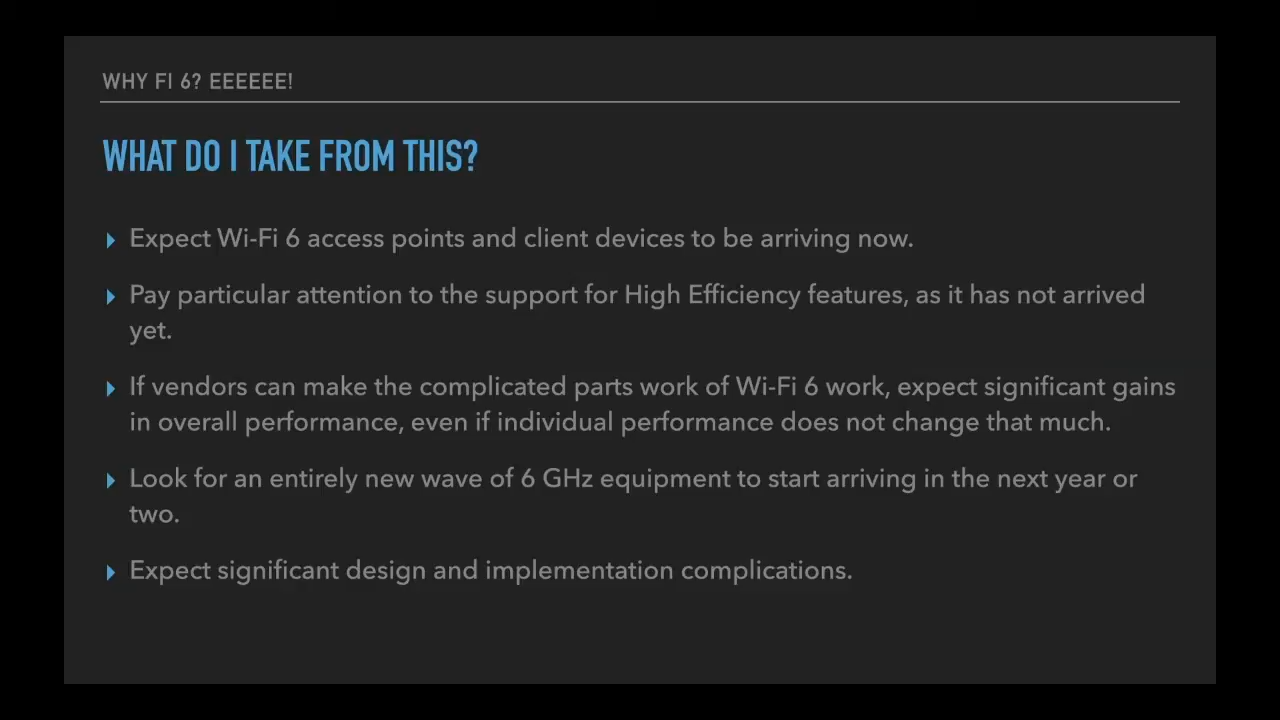 WHY FI 6? EEEEEE!
WHAT DO I TAKE FROM THIS?
Expect Wi-Fi 6 access points and client devices to be arriving now.
Pay particular attention to the support for High Efficiency features, as it has not arrived
yet.
If vendors can make the complicated parts work of Wi-Fi 6 work, expect significant gains
in overall performance, even if individual performance does not change that much.
Look for an entirely new wave of 6 GHz equipment to start arriving in the next year or
two.
Expect significant design and implementation complications.